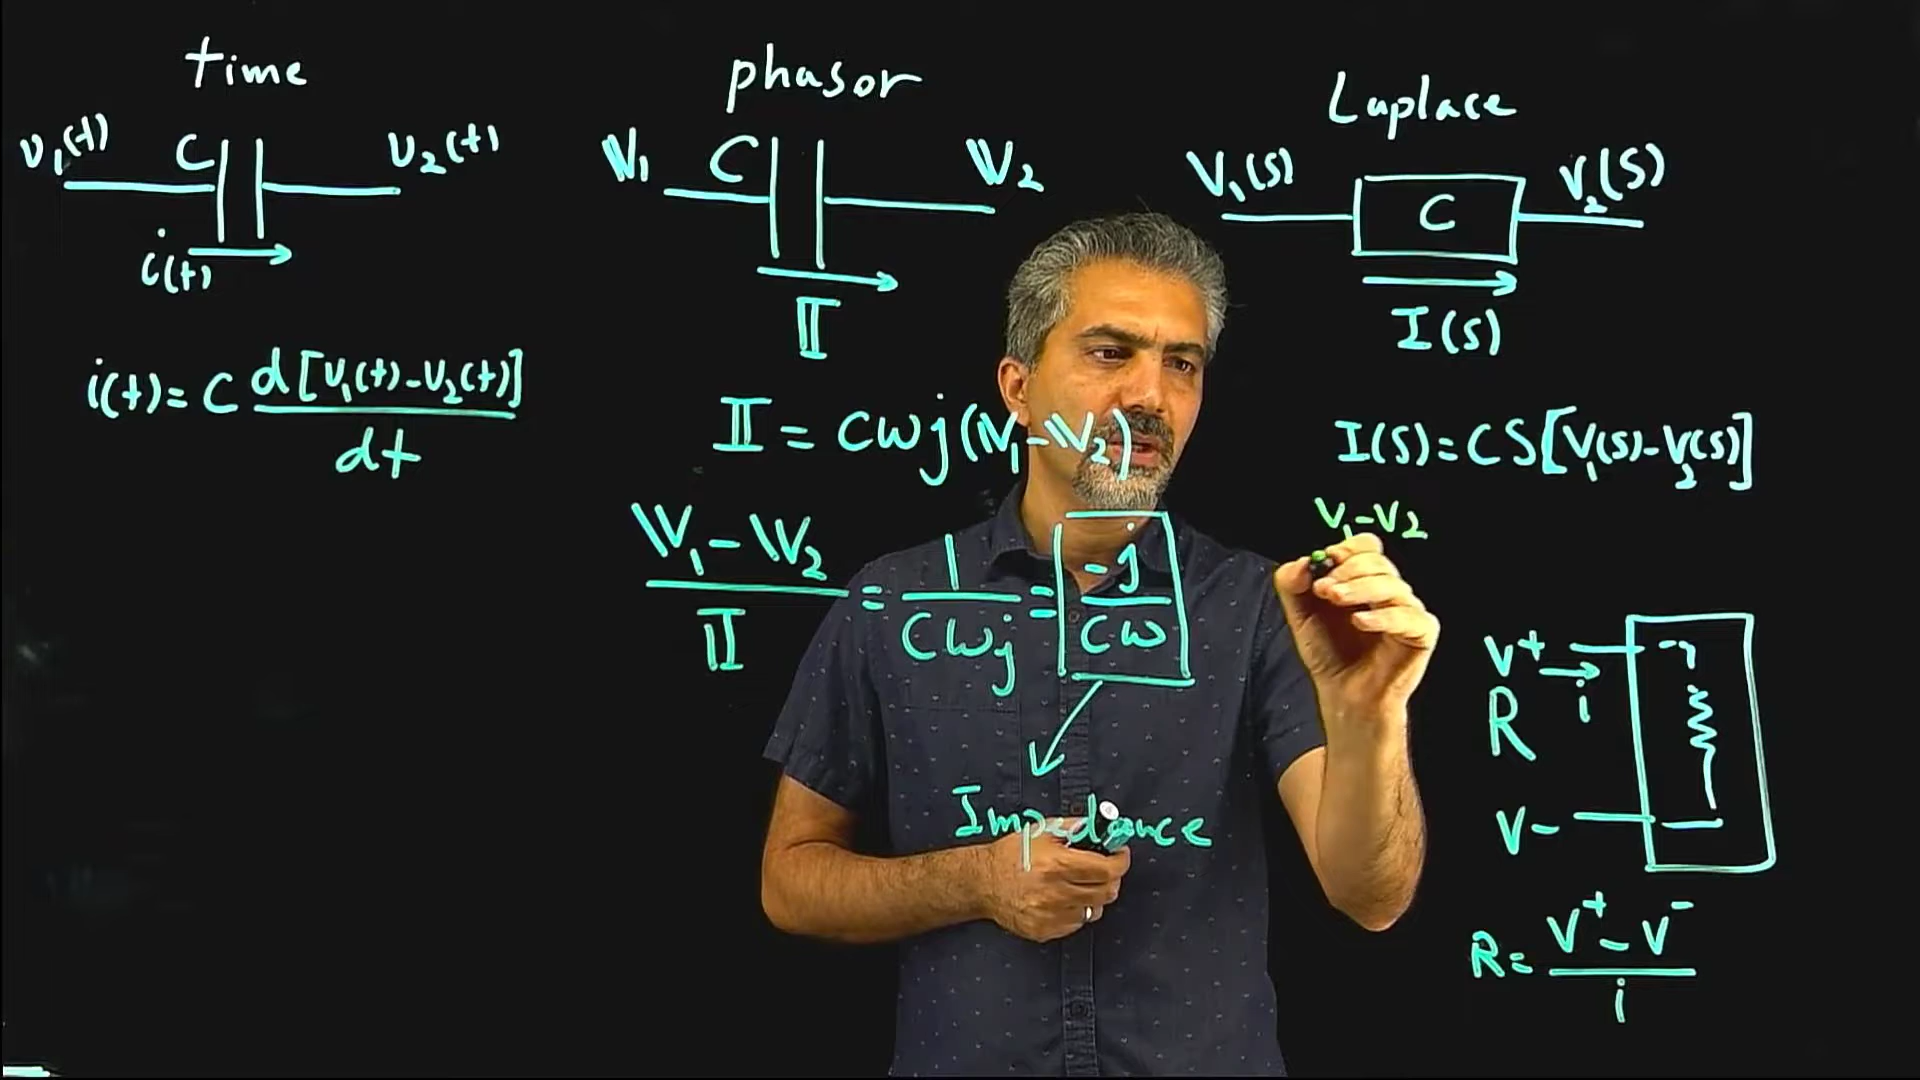 time
v₁(t) C v₂(t)
i(t)
i(t) = C d[v₁(t) - v₂(t)] / dt
phasor
V₁ C V₂
I
I = Cωj(V₁ - V₂)
V₁ - V₂ / I = 1 / Cωj = -j / Cω
Impedance
Laplace
V₁(S) C V₂(S)
I(S)
I(S) = CS[V₁(S) - V₂(S)]
V₁ - V₂
V+
i
R
V-
R = V⁺ - V⁻ / i